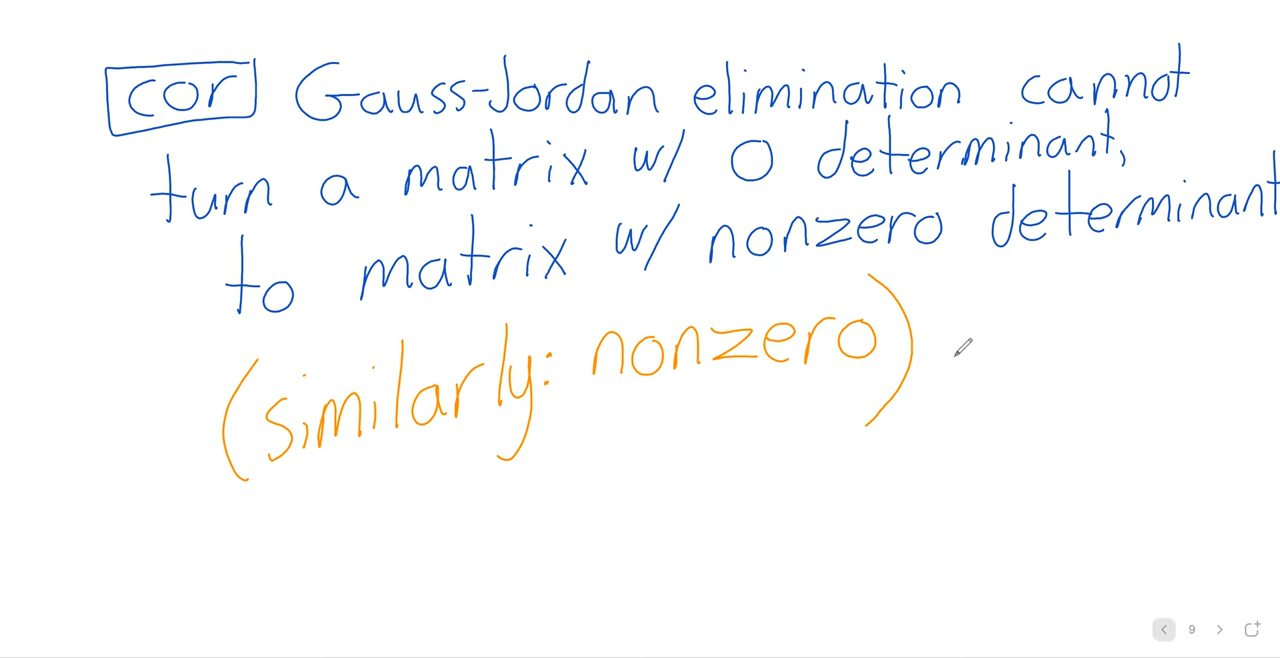 cor Gauss-Jordan elimination cannot
turn a matrix w/ 0 determinant,
to matrix w/ nonzero determinant
(similarly: nonzero)
9